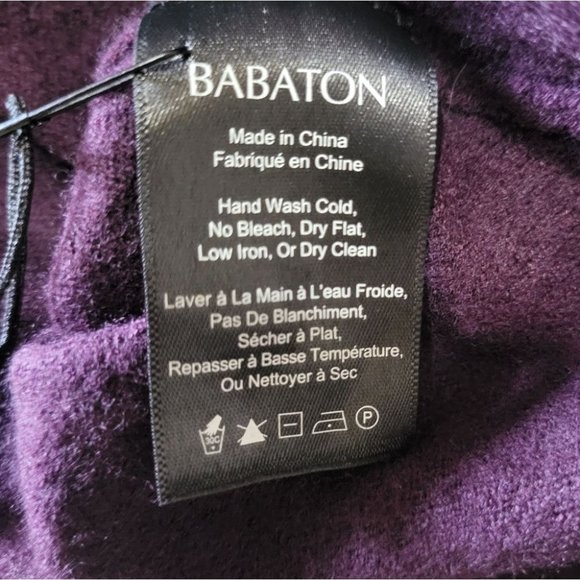 BABATON
Made in China
Fabriqué en Chine
Hand Wash Cold,
No Bleach, Dry Flat,
Low Iron, Or Dry Clean
Laver à La Main à L'eau Froide,
Pas De Blanchiment,
Sécher à Plat,
Repasser à Basse Température,
Ou Nettoyer à Sec
30C P